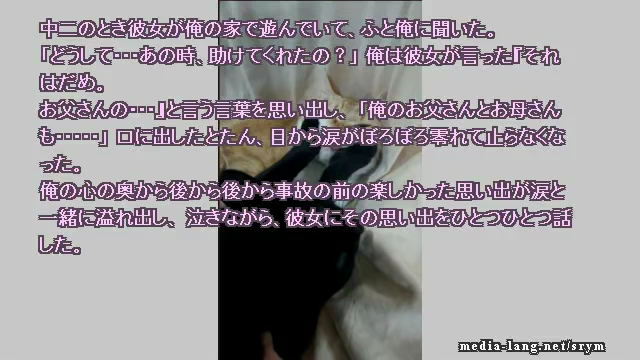 中二のとき彼女が俺の家で遊んでいて、ふと俺に聞いた。
「どうして・・・あの時、助けてくれたの？」 俺は彼女が言った『それ
はだめ。
お父さんの・・・』と言う言葉を思い出し、「俺のお父さんとお母さん
も・・・・・」 口に出したとたん、目から涙がぼろぼろ零れて止らなくな
った。
俺の心の奥から後から後から事故の前の楽しかった思い出が涙と
一緒に溢れ出し、 泣きながら、彼女にその思い出をひとつひとつ話
した。
media-lang.net/srym